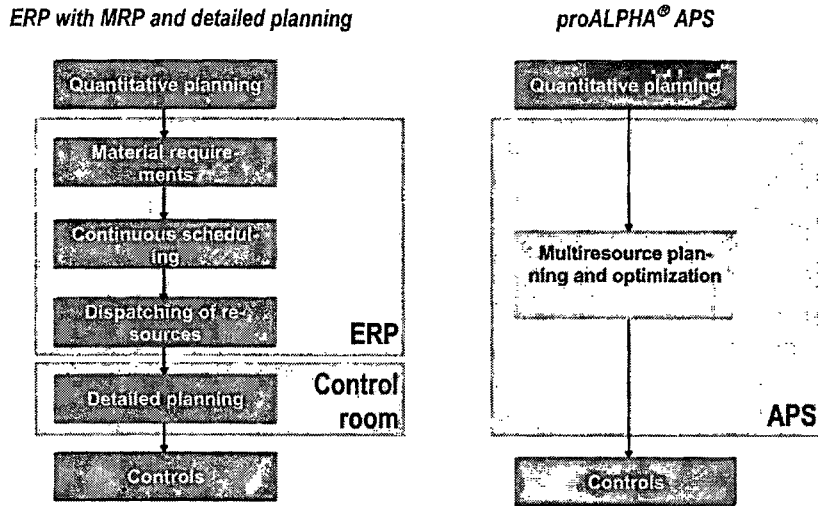 ERP with MRP and detailed planning
Quantitative planning
Material require-
ments
Continuous schedul-
ing
Dispatching of re-
sources
ERP
Detailed planning
Control
room
Controls
proALPHA® APS
Quantitative planning
Multiresource plan-
ning and optimization
APS
Controls